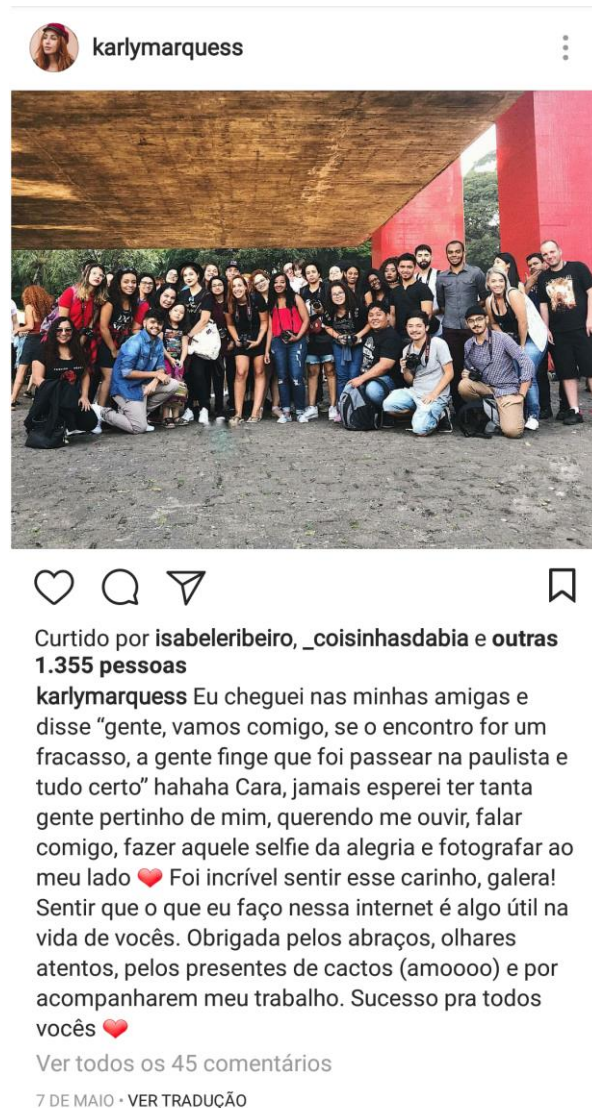 karlymarquess
Curtido por isabeleribeiro, _coisinhasdabia e outras
1.355 pessoas
karlymarquess Eu cheguei nas minhas amigas e
disse “gente, vamos comigo, se o encontro for um
fracasso, a gente finge que foi passear na paulista e
tudo certo” hahaha Cara, jamais esperei ter tanta
gente pertinho de mim, querendo me ouvir, falar
comigo, fazer aquele selfie da alegria e fotografar ao
meu lado ❤ Foi incrível sentir esse carinho, galera!
Sentir que o que eu faço nessa internet é algo útil na
vida de vocês. Obrigada pelos abraços, olhares
atentos, pelos presentes de cactos (amoooo) e por
acompanharem meu trabalho. Sucesso pra todos
vocês ❤
Ver todos os 45 comentários
7 DE MAIO • VER TRADUÇÃO